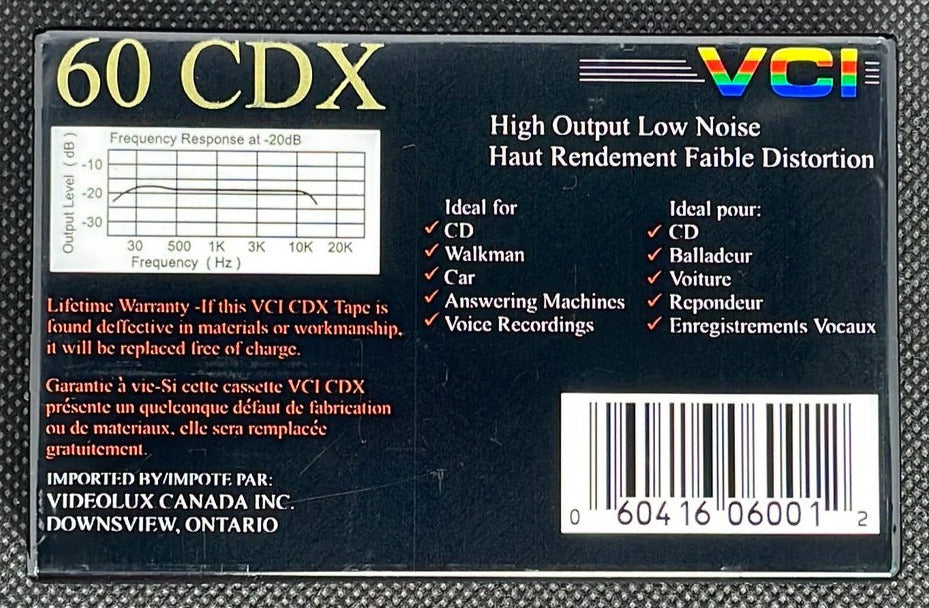 60 CDX
VCI
Frequency Response at -20dB
Output Level ( dB )
-10
-20
-30
30 500 1K 3K 10K 20K
Frequency ( Hz )
High Output Low Noise
Haut Rendement Faible Distortion
Ideal for
CD
Walkman
Car
Answering Machines
Voice Recordings
Ideal pour:
CD
Balladeur
Voiture
Repondeur
Enregistrements Vocaux
Lifetime Warranty -If this VCI CDX Tape is
found deffective in materials or workmanship,
it will be replaced free of charge.
Garantie à vie-Si cette cassette VCI CDX
présente un quelconque défaut de fabrication
ou de materiaux, elle sera remplacée
gratuitement.
IMPORTED BY/IMPOTE PAR:
VIDEOLUX CANADA INC.
DOWNSVIEW, ONTARIO
0 60416 06001 2